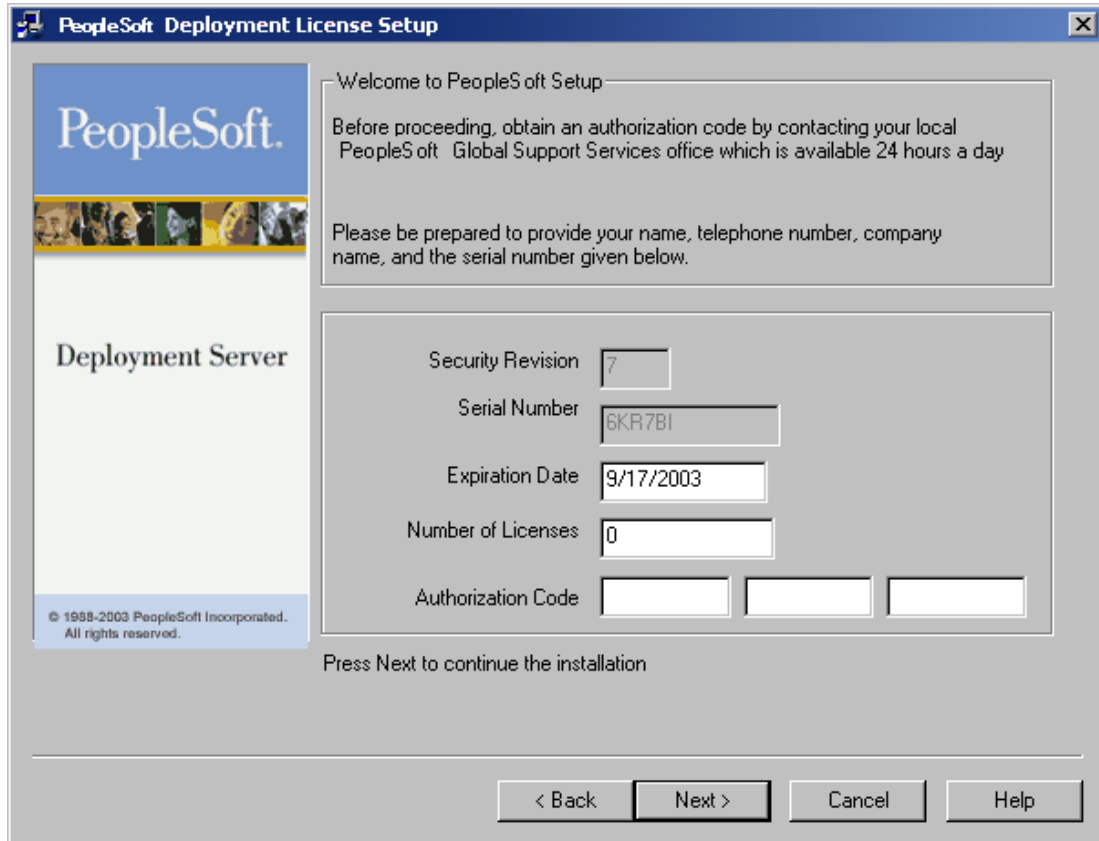 PeopleSoft Deployment License Setup
PeopleSoft.
Deployment Server
© 1988-2003 PeopleSoft Incorporated.
All rights reserved.
Welcome to PeopleSoft Setup
Before proceeding, obtain an authorization code by contacting your local
PeopleSoft Global Support Services office which is available 24 hours a day
Please be prepared to provide your name, telephone number, company
name, and the serial number given below.
Security Revision 7
Serial Number 6KR7BI
Expiration Date 9/17/2003
Number of Licenses 0
Authorization Code
Press Next to continue the installation
< Back Next > Cancel Help